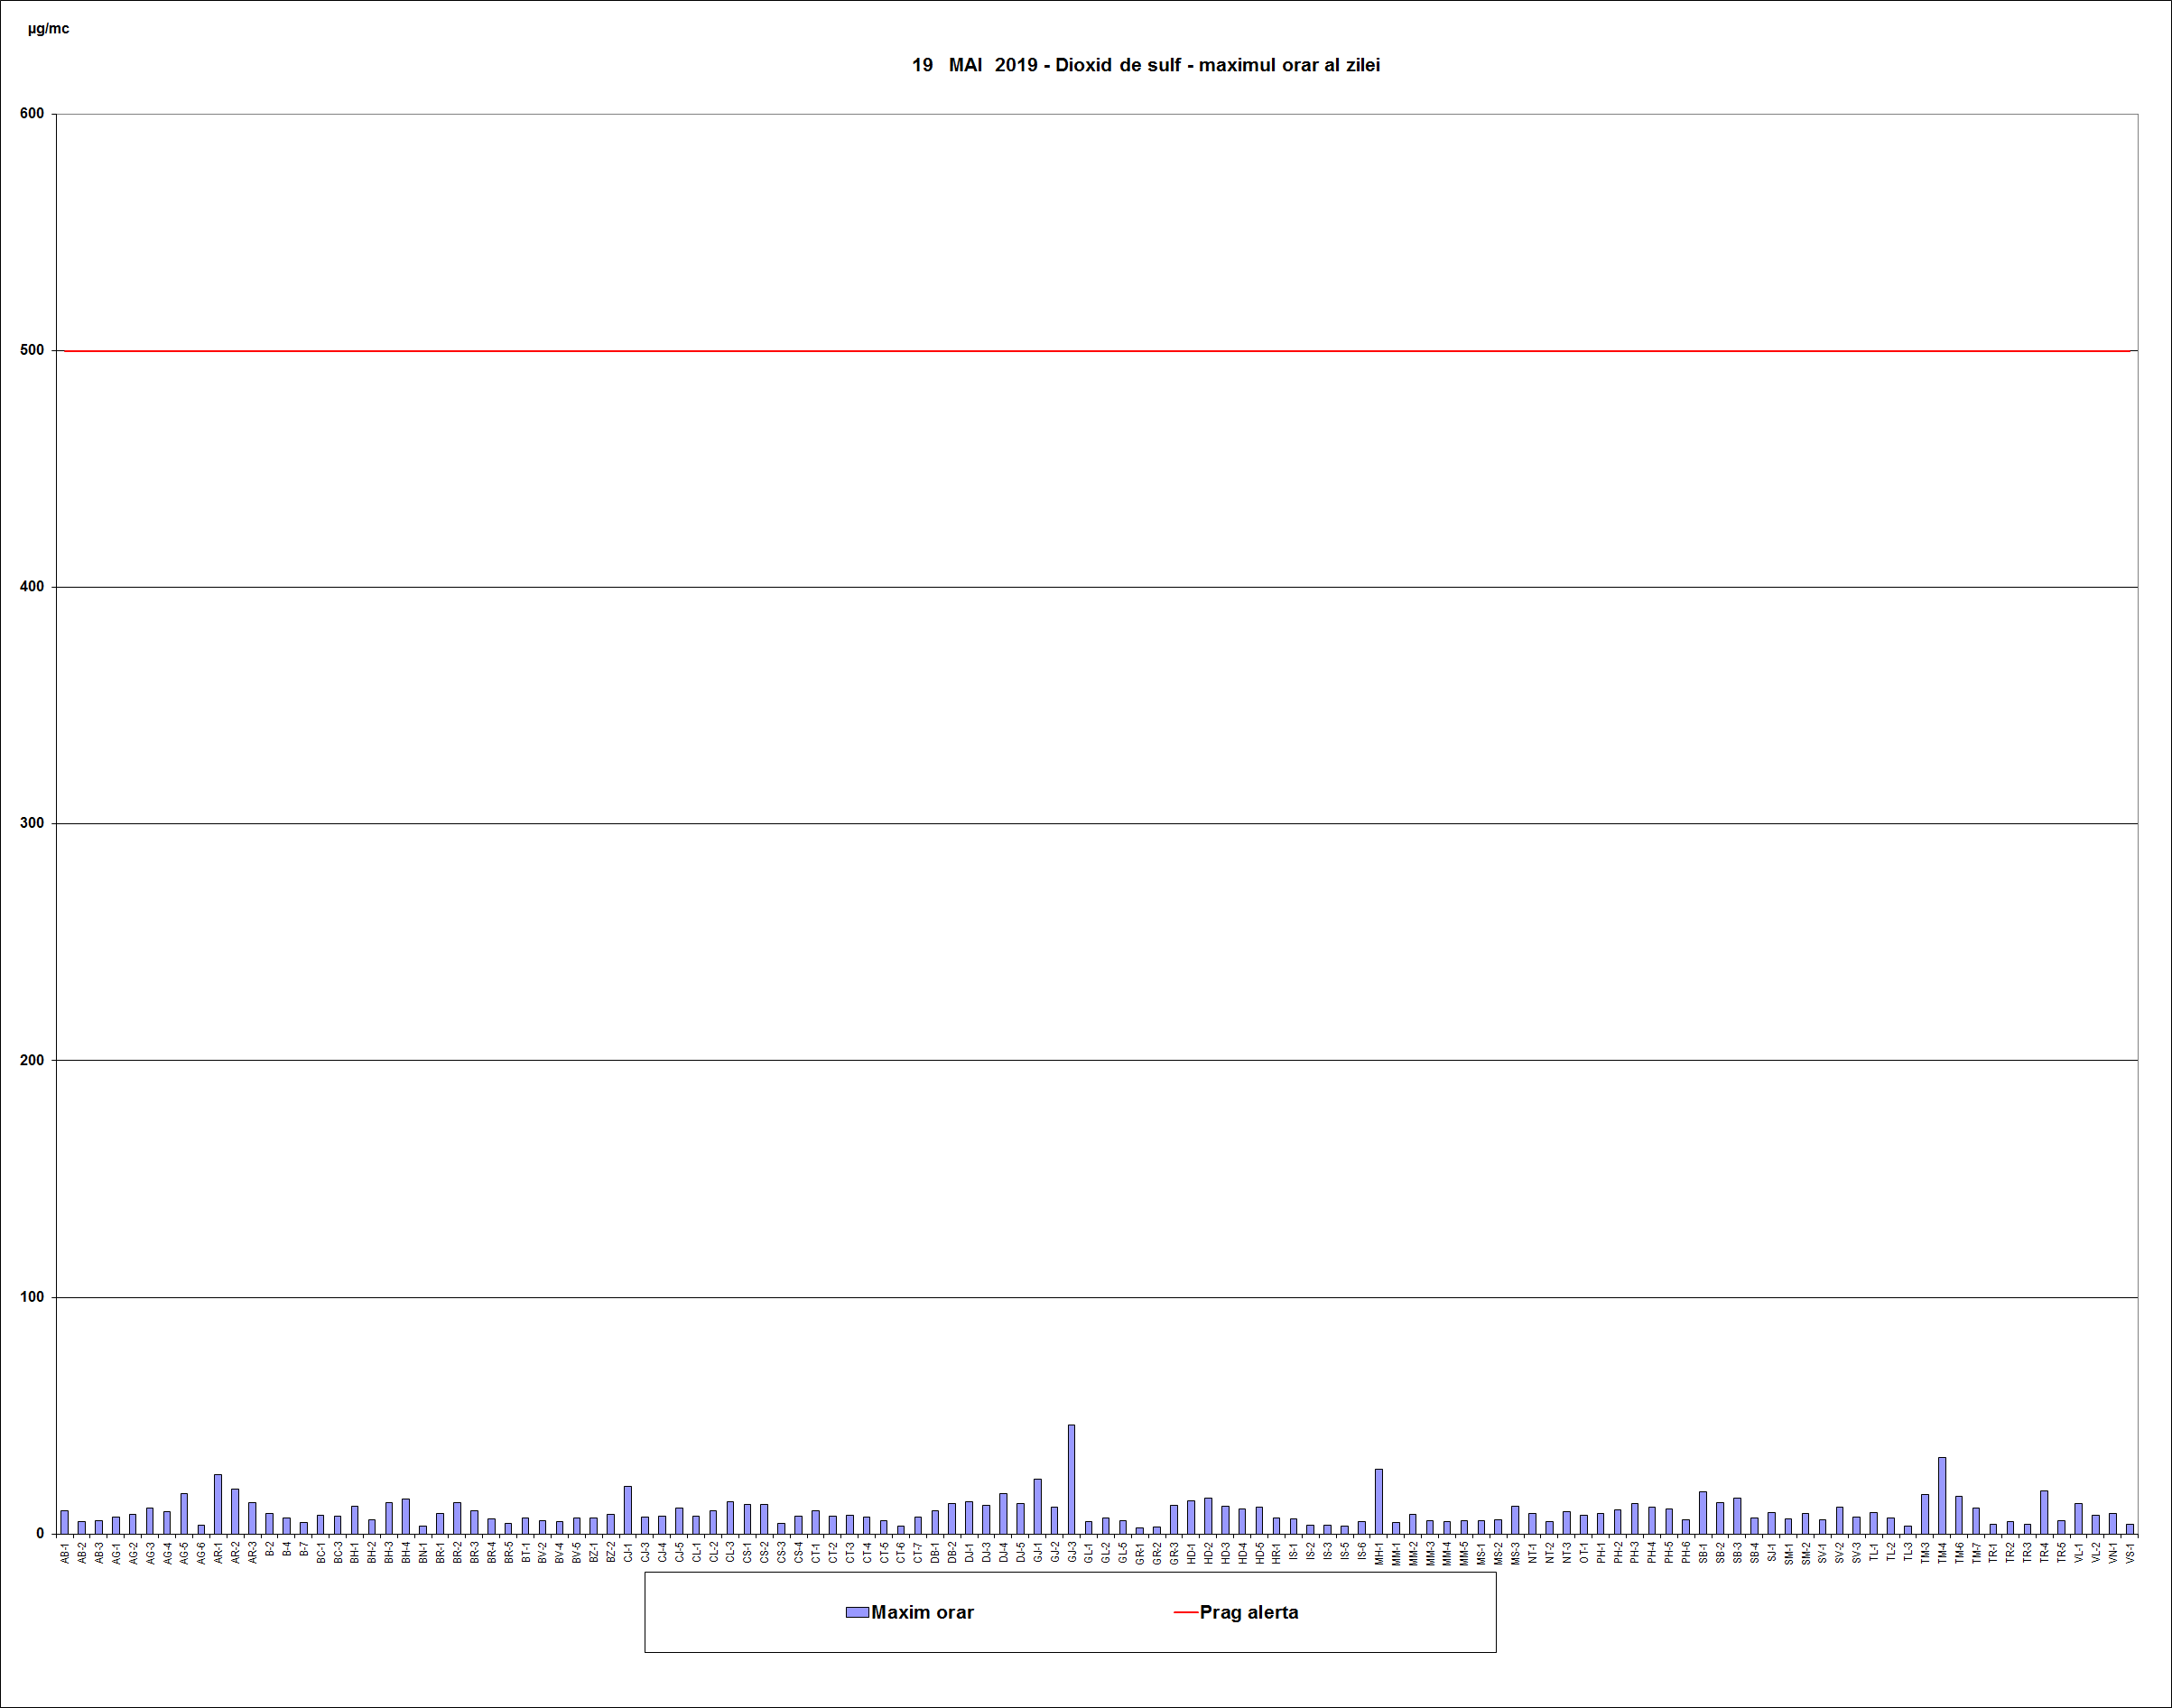 µg/mc
19 MAI 2019 - Dioxid de sulf - maximul orar al zilei
600
500
400
300
200
100
0
AB-1
AB-2
AB-3
AG-1
AG-2
AG-3
AG-4
AG-5
AG-6
AR-1
AR-2
AR-3
B-2
B-4
B-7
BC-1
BC-3
BH-1
BH-2
BH-3
BH-4
BN-1
BR-1
BR-2
BR-3
BR-4
BR-5
BT-1
BV-2
BV-4
BV-5
BZ-1
BZ-2
CJ-1
CJ-3
CJ-4
CJ-5
CL-1
CL-2
CL-3
CS-1
CS-2
CS-3
CS-4
CT-1
CT-2
CT-3
CT-4
CT-5
CT-6
CT-7
DB-1
DB-2
DJ-1
DJ-3
DJ-4
DJ-5
GJ-1
GJ-2
GJ-3
GL-1
GL-2
GL-5
GR-1
GR-2
GR-3
HD-1
HD-2
HD-3
HD-4
HD-5
HR-1
IS-1
IS-2
IS-3
IS-5
IS-6
MH-1
MM-1
MM-2
MM-3
MM-4
MM-5
MS-1
MS-2
MS-3
NT-1
NT-2
NT-3
OT-1
PH-1
PH-2
PH-3
PH-4
PH-5
PH-6
SB-1
SB-2
SB-3
SB-4
SJ-1
SM-1
SM-2
SV-1
SV-2
SV-3
TL-1
TL-2
TL-3
TM-3
TM-4
TM-6
TM-7
TR-1
TR-2
TR-3
TR-4
TR-5
VL-1
VL-2
VN-1
VS-1
Maxim orar
Prag alerta